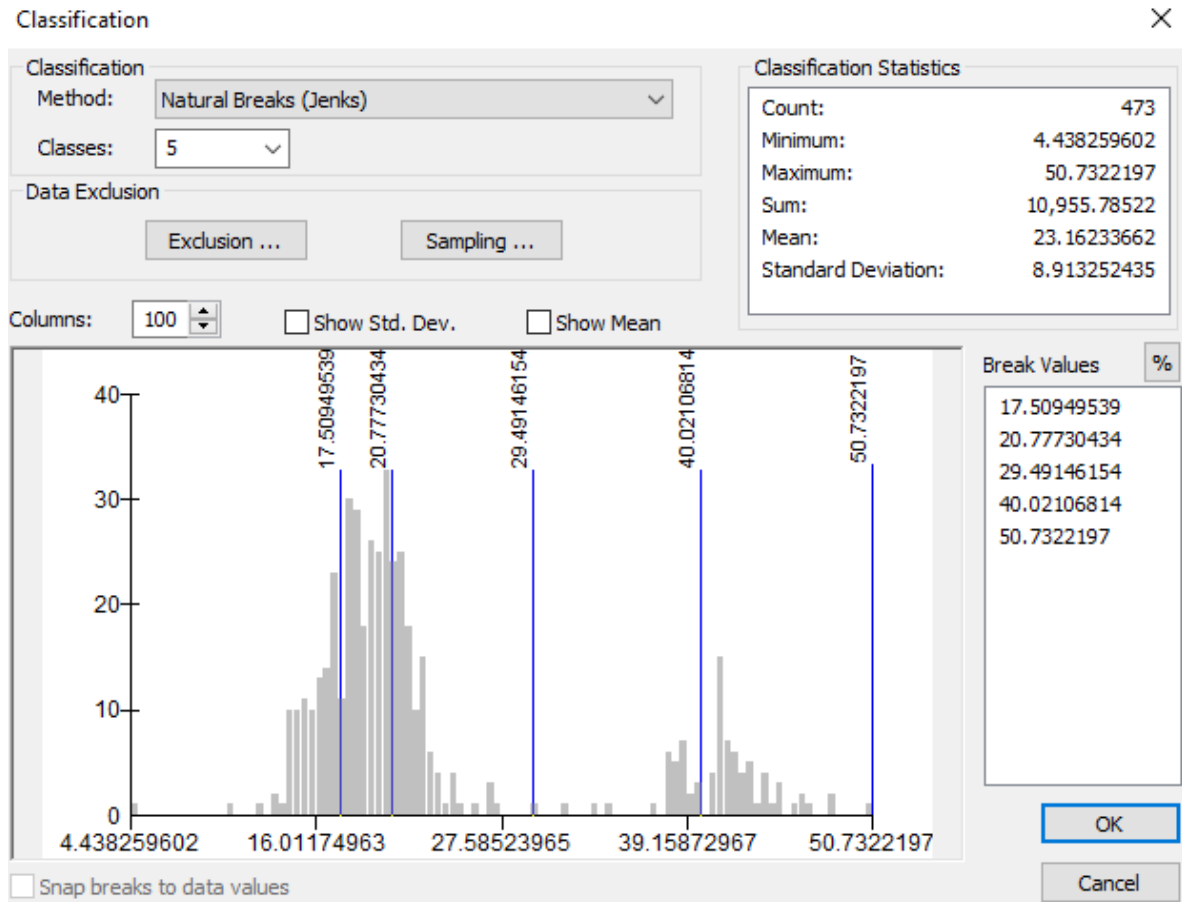 Classification
Classification
Method: Natural Breaks (Jenks)
Classes: 5
Data Exclusion
Exclusion ...
Sampling ...
Classification Statistics
Count: 473
Minimum: 4.438259602
Maximum: 50.7322197
Sum: 10,955.78522
Mean: 23.16233662
Standard Deviation: 8.913252435
Columns: 100
Show Std. Dev.
Show Mean
17.50949539
20.77730434
29.49146154
40.02106814
50.7322197
40
30
20
10
0
4.438259602 16.01174963 27.58523965 39.15872967 50.7322197
Break Values %
17.50949539
20.77730434
29.49146154
40.02106814
50.7322197
Snap breaks to data values
OK
Cancel